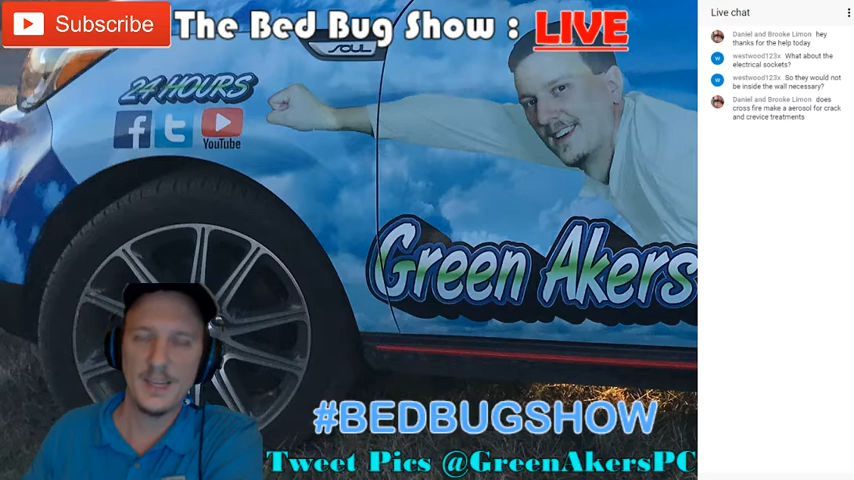 Subscribe
The Bed Bug Show : LIVE
SOUL
24 HOURS
YouTube
Green Akers
#BEDBUGSHOW
Tweet Pics @GreenAkersPC
Live chat
Daniel and Brooke Limon hey
thanks for the help today
westwood123x What about the
electrical sockets?
westwood123x So they would not
be inside the wall necessary?
Daniel and Brooke Limon does
cross fire make a aerosol for crack
and crevice treatments